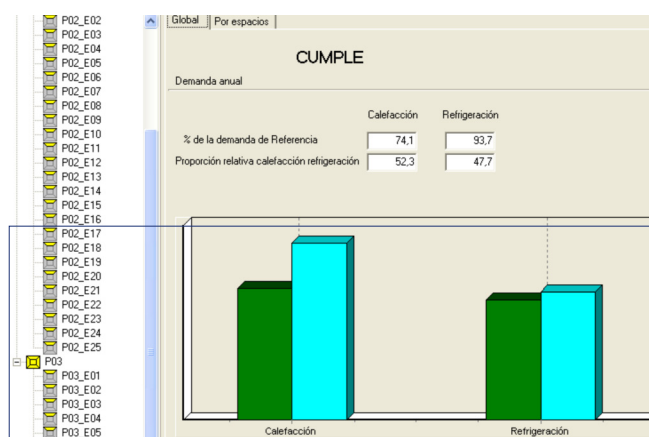 P02_E02
P02_E03
P02_E04
P02_E05
P02_E06
P02_E07
P02_E08
P02_E09
P02_E10
P02_E11
P02_E12
P02_E13
P02_E14
P02_E15
P02_E16
P02_E17
P02_E18
P02_E19
P02_E20
P02_E21
P02_E22
P02_E23
P02_E24
P02_E25
P03
P03_E01
P03_E02
P03_E03
P03_E04
P03_E05
Global Por espacios
CUMPLE
Demanda anual
Calefacción Refrigeración
% de la demanda de Referencia 74,1 93,7
Proporción relativa calefacción refrigeración 52,3 47,7
Calefacción Refrigeración